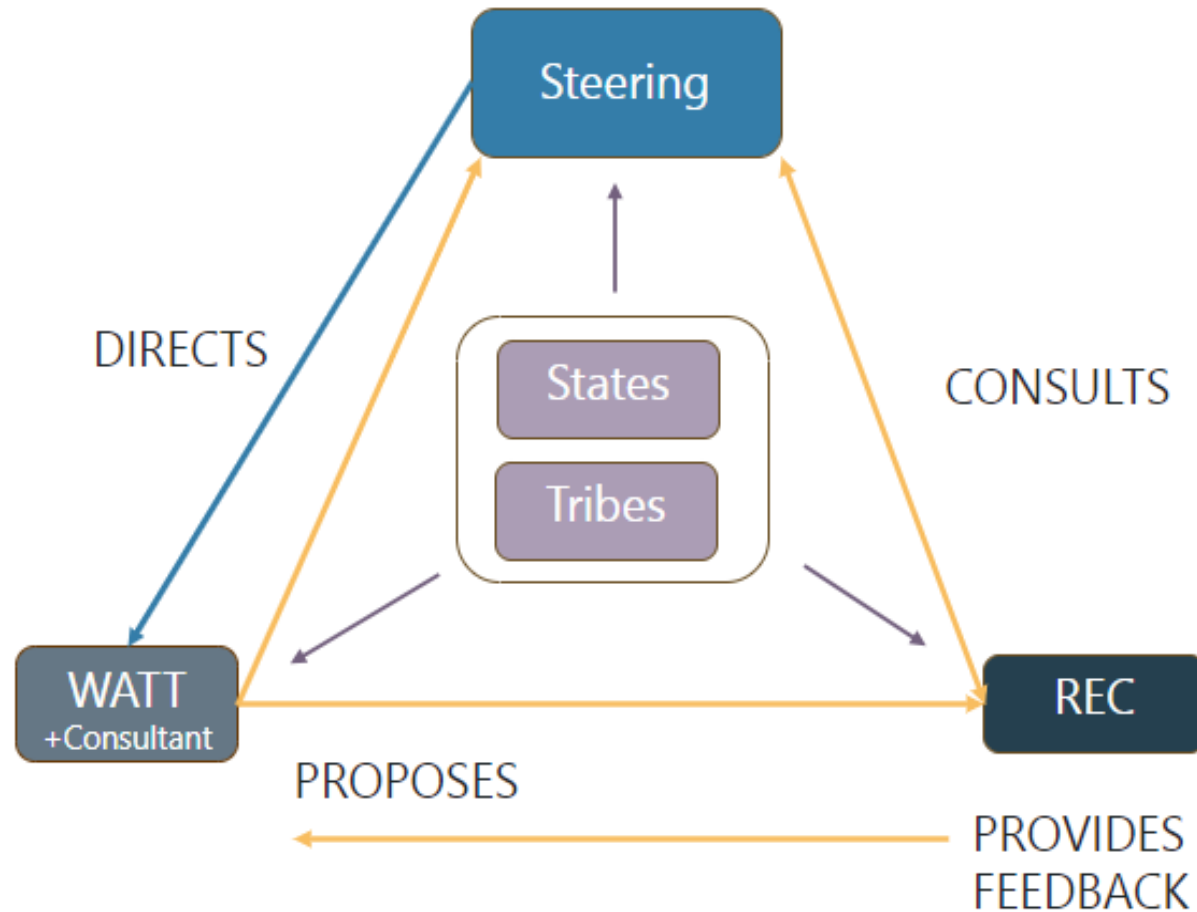 Steering
DIRECTS
States
CONSULTS
Tribes
WATT
+Consultant
REC
PROPOSES
PROVIDES
FEEDBACK